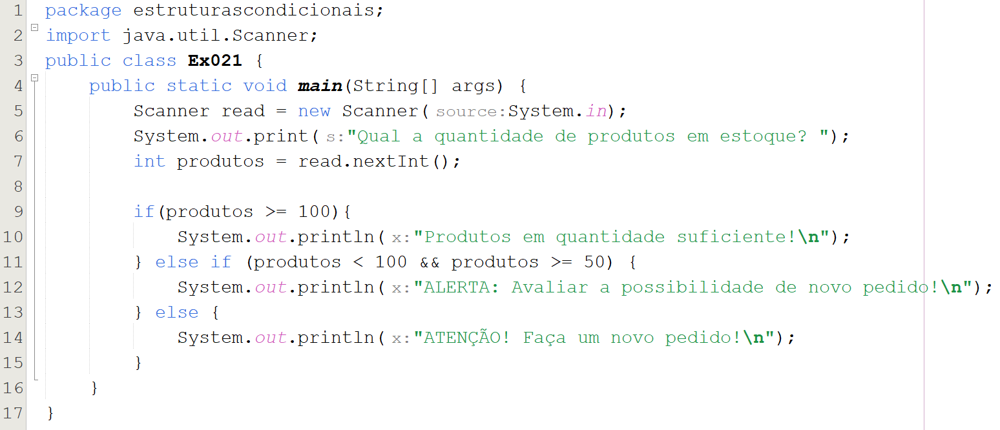 1 package estruturascondicionais;
2 import java.util.Scanner;
3 public class Ex021 {
4     public static void main(String[] args) {
5         Scanner read = new Scanner( source:System.in);
6         System.out.print( s:"Qual a quantidade de produtos em estoque? ");
7         int produtos = read.nextInt();
8
9         if(produtos >= 100){
10             System.out.println( x:"Produtos em quantidade suficiente!\n");
11         } else if (produtos < 100 && produtos >= 50) {
12             System.out.println( x:"ALERTA: Avaliar a possibilidade de novo pedido!\n");
13         } else {
14             System.out.println( x:"ATENÇÃO! Faça um novo pedido!\n");
15         }
16     }
17 }